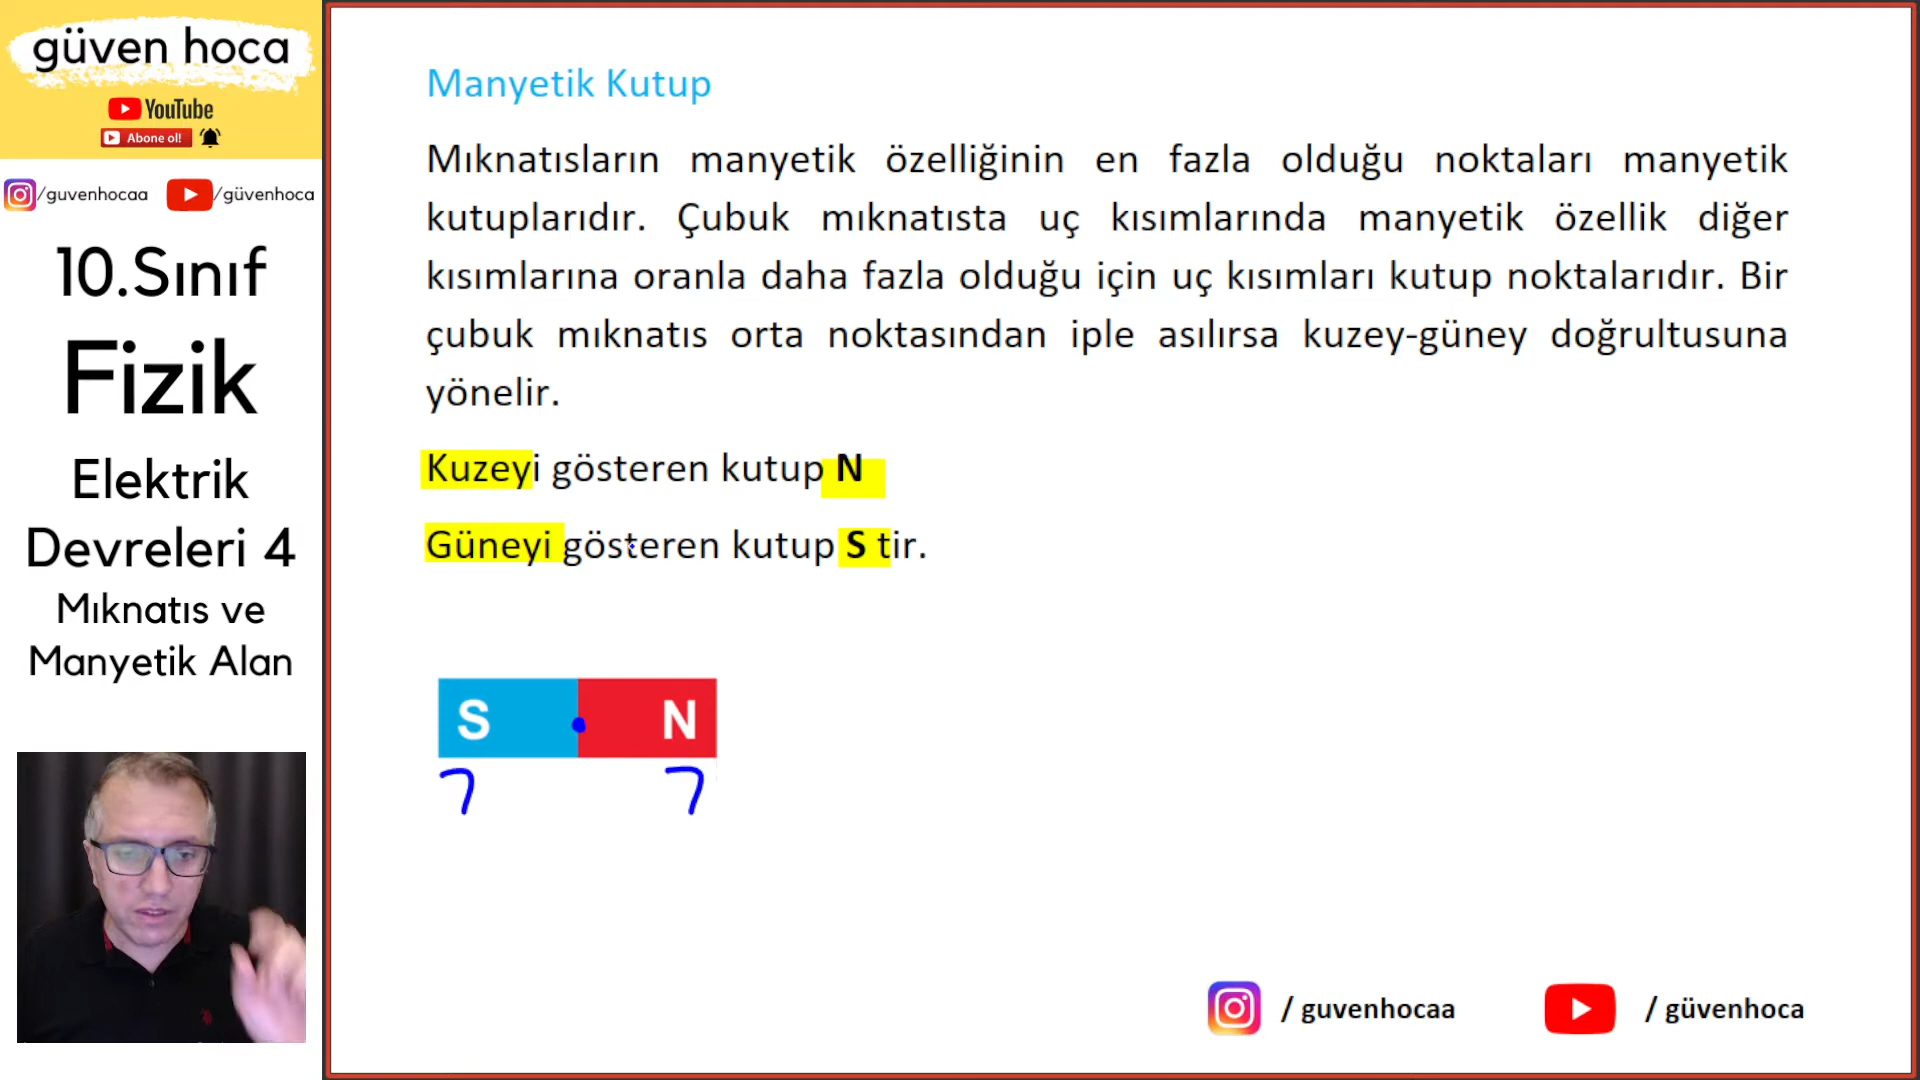 güven hoca
YouTube
Abone ol!
/guvenhocaa
/güvenhoca
10.Sınıf
Fizik
Elektrik
Devreleri 4
Mıknatıs ve
Manyetik Alan
Manyetik Kutup
Mıknatısların manyetik özelliğinin en fazla olduğu noktaları manyetik
kutuplarıdır. Çubuk mıknatısta uç kısımlarında manyetik özellik diğer
kısımlarına oranla daha fazla olduğu için uç kısımları kutup noktalarıdır. Bir
çubuk mıknatıs orta noktasından iple asılırsa kuzey-güney doğrultusuna
yönelir.
Kuzeyi gösteren kutup N
Güneyi gösteren kutup S tir.
S N
7 7
/ guvenhocaa
/ güvenhoca